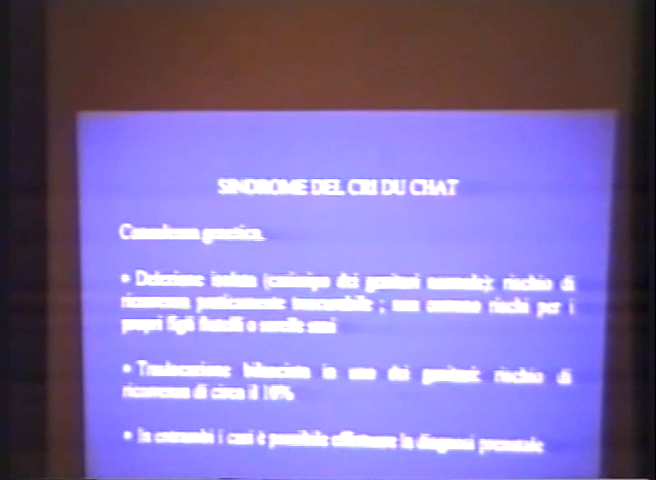 SINDROME DEL CRI DU CHAT
Consulenza genetica.
• Delezione isolata (cariotipo dei genitori normale): rischio di
ricorrenza praticamente trascurabile ; non corrono rischi per i
propri figli fratelli o sorelle sani
• Traslocazione bilanciata in uno dei genitori: rischio di
ricorrenza di circa il 10%
• In entrambi i casi è possibile effettuare la diagnosi prenatale